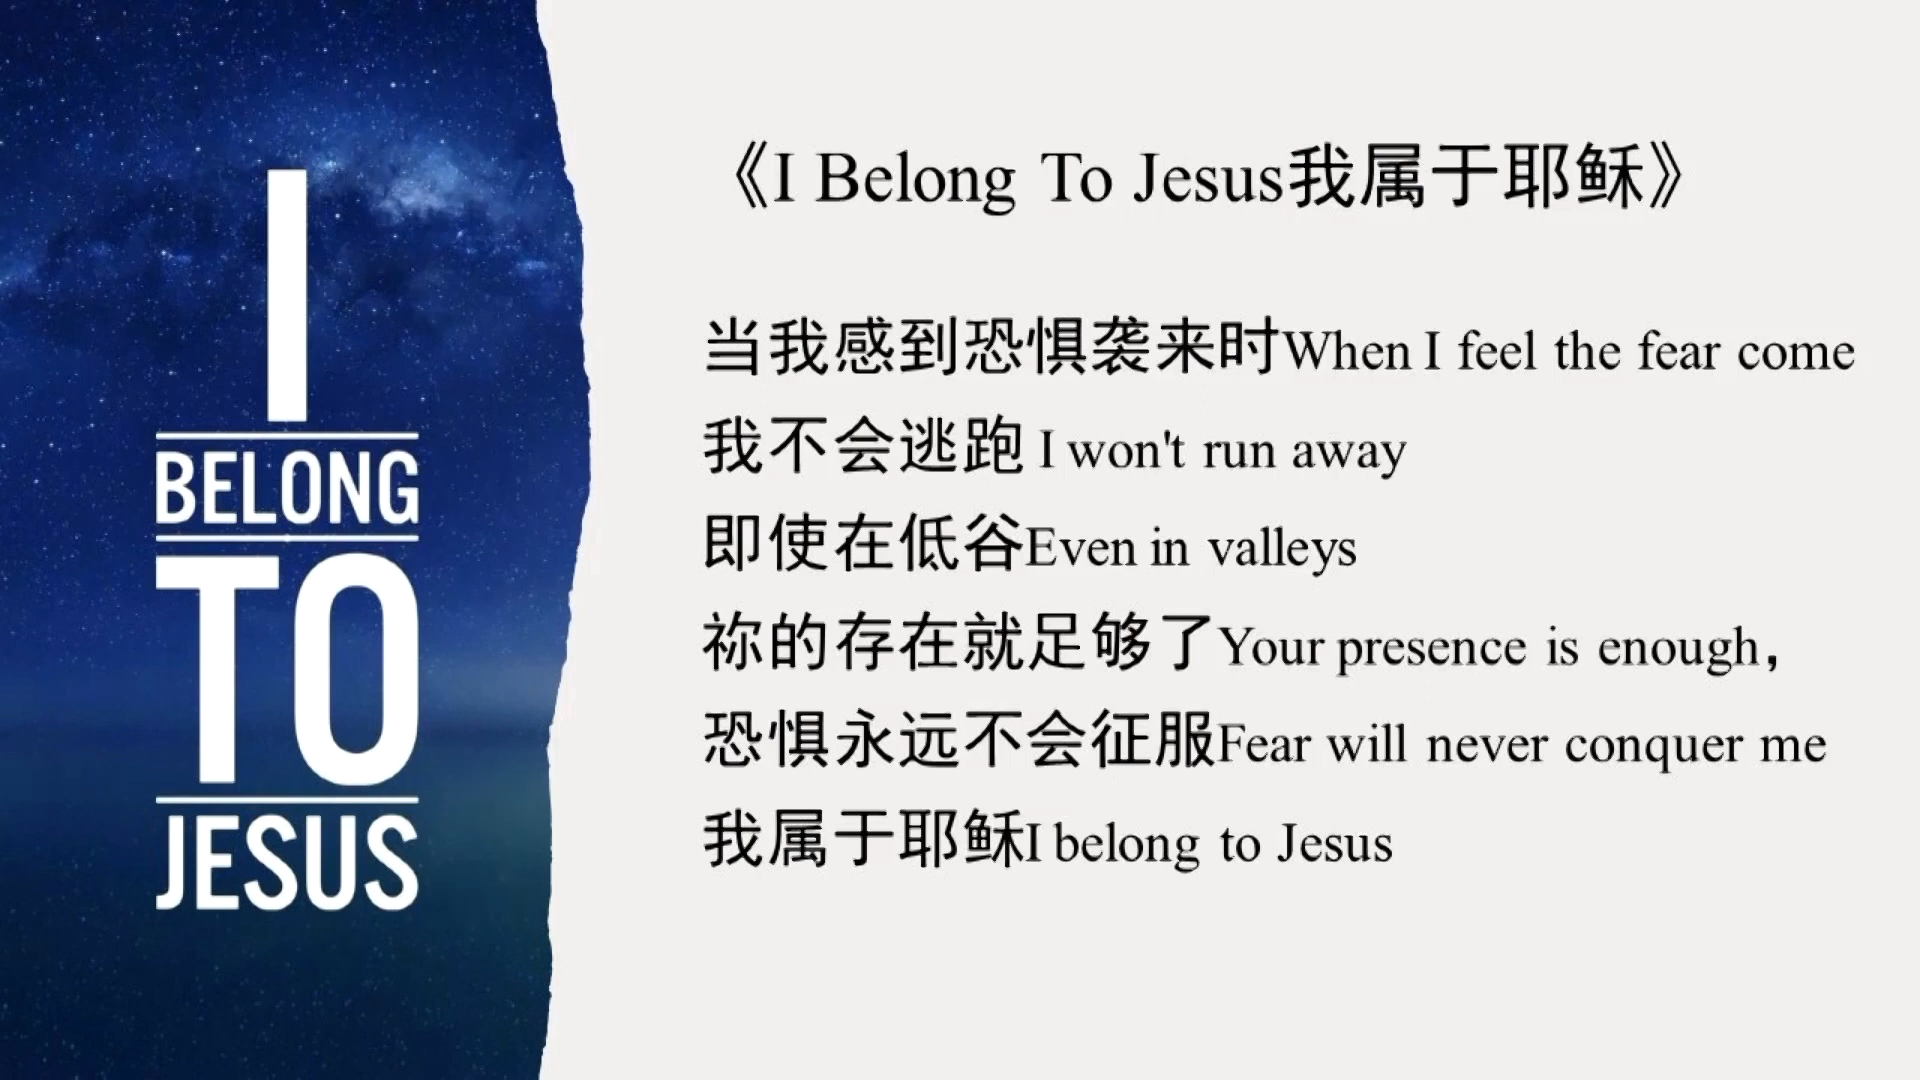 I
BELONG
TO
JESUS
《I Belong To Jesus我属于耶稣》
当我感到恐惧袭来时When I feel the fear come
我不会逃跑 I won't run away
即使在低谷Even in valleys
祢的存在就足够了Your presence is enough，
恐惧永远不会征服Fear will never conquer me
我属于耶稣I belong to Jesus